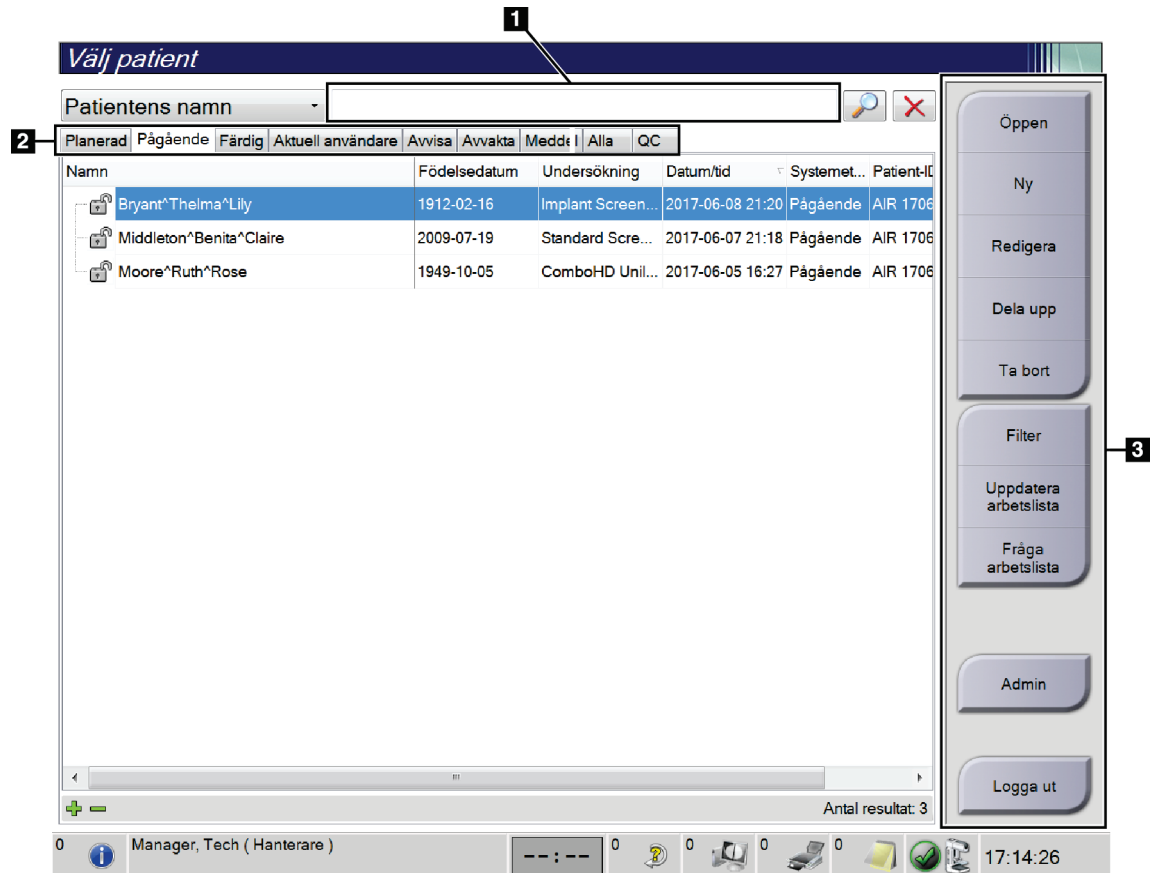 1
Välj patient
Patientens namn
2
Planerad Pågående Färdig Aktuell användare Avvisa Avvakta Meddel Alla QC
Namn Födelsedatum Undersökning Datum/tid Systemet... Patient-ID
Bryant^Thelma^Lily 1912-02-16 Implant Screen... 2017-06-08 21:20 Pågående AIR 1706
Middleton^Benita^Claire 2009-07-19 Standard Scre... 2017-06-07 21:18 Pågående AIR 1706
Moore^Ruth^Rose 1949-10-05 ComboHD Unil... 2017-06-05 16:27 Pågående AIR 1706
Antal resultat: 3
Öppen
Ny
Redigera
Dela upp
Ta bort
Filter
Uppdatera
arbetslista
Fråga
arbetslista
Admin
Logga ut
3
0 Manager, Tech ( Hanterare ) --:-- 0 0 0 0 17:14:26